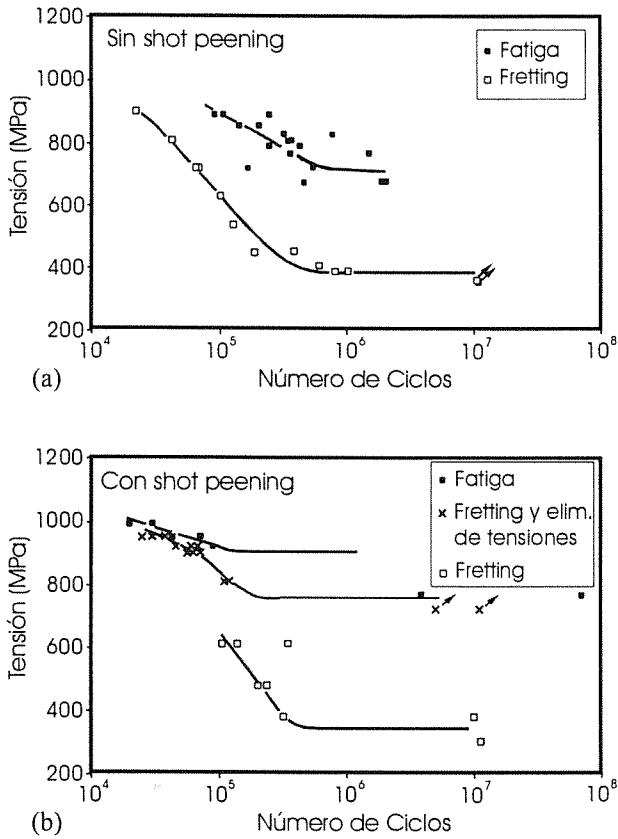 Sin shot peening
Fatiga
Fretting
Tensión (MPa)
1200
1000
800
600
400
200
10^4
10^5
10^6
10^7
10^8
Número de Ciclos
(a)
Con shot peening
Fatiga
Fretting y elim.
de tensiones
Fretting
Tensión (MPa)
1200
1000
800
600
400
200
10^4
10^5
10^6
10^7
10^8
Número de Ciclos
(b)